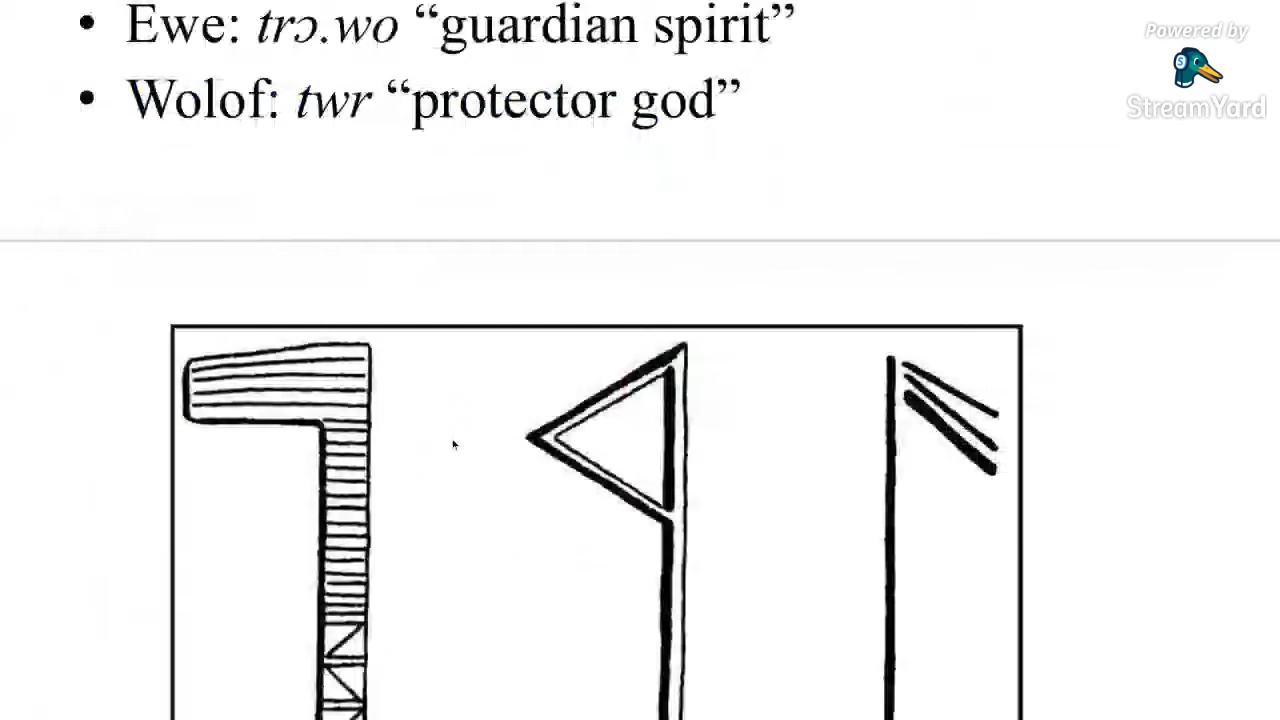 • Ewe: trɔ.wo “guardian spirit”
• Wolof: twr “protector god”
Powered by
StreamYard